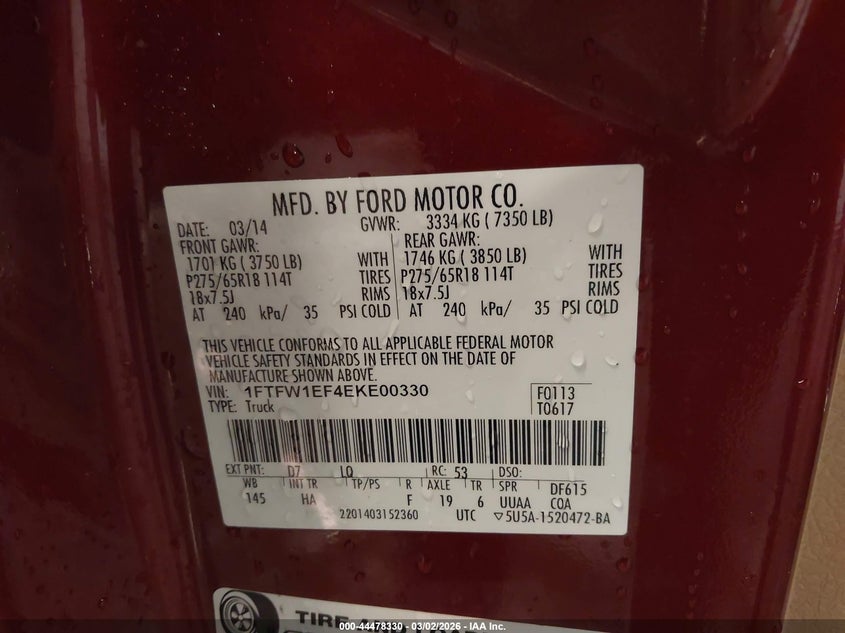 MFD. BY FORD MOTOR CO.
DATE: 03/14 GVWR: 3334 KG ( 7350 LB)
FRONT GAWR: REAR GAWR:
1701 KG ( 3750 LB) WITH 1746 KG ( 3850 LB) WITH
P275/65R18 114T TIRES P275/65R18 114T TIRES
18x7.5J RIMS 18x7.5J RIMS
AT 240 kPa/ 35 PSI COLD AT 240 kPa/ 35 PSI COLD
THIS VEHICLE CONFORMS TO ALL APPLICABLE FEDERAL MOTOR
VEHICLE SAFETY STANDARDS IN EFFECT ON THE DATE OF
MANUFACTURE SHOWN ABOVE.
VIN: 1FTFW1EF4EKE00330 F0113
TYPE: Truck T0617
EXT PNT: D7 LQ RC: 53 DSO:
WB INT TR TP/PS R AXLE TR SPR DF615
145 HA F 19 6 UUAA CQA
2201403152360 UTC ▽5U5A-1520472-BA
TIRE
000-44478330 - 03/02/2026 - IAA Inc.